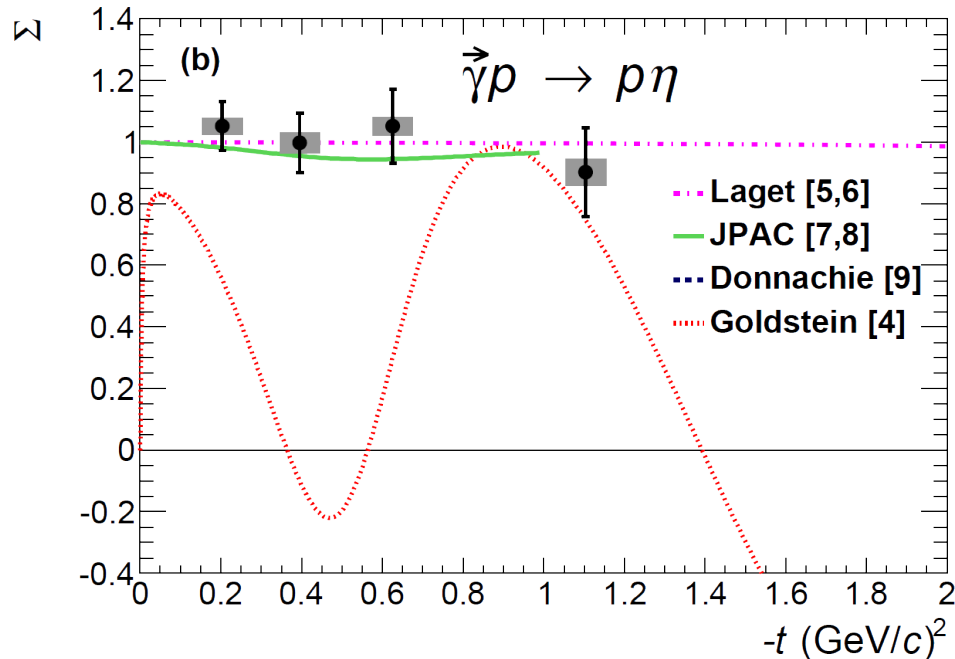 Σ
1.4
1.2
1
0.8
0.6
0.4
0.2
0
-0.2
-0.4
(b)
γ⃗p → pη
Laget [5,6]
JPAC [7,8]
Donnachie [9]
Goldstein [4]
0 0.2 0.4 0.6 0.8 1 1.2 1.4 1.6 1.8 2
-t (GeV/c)²